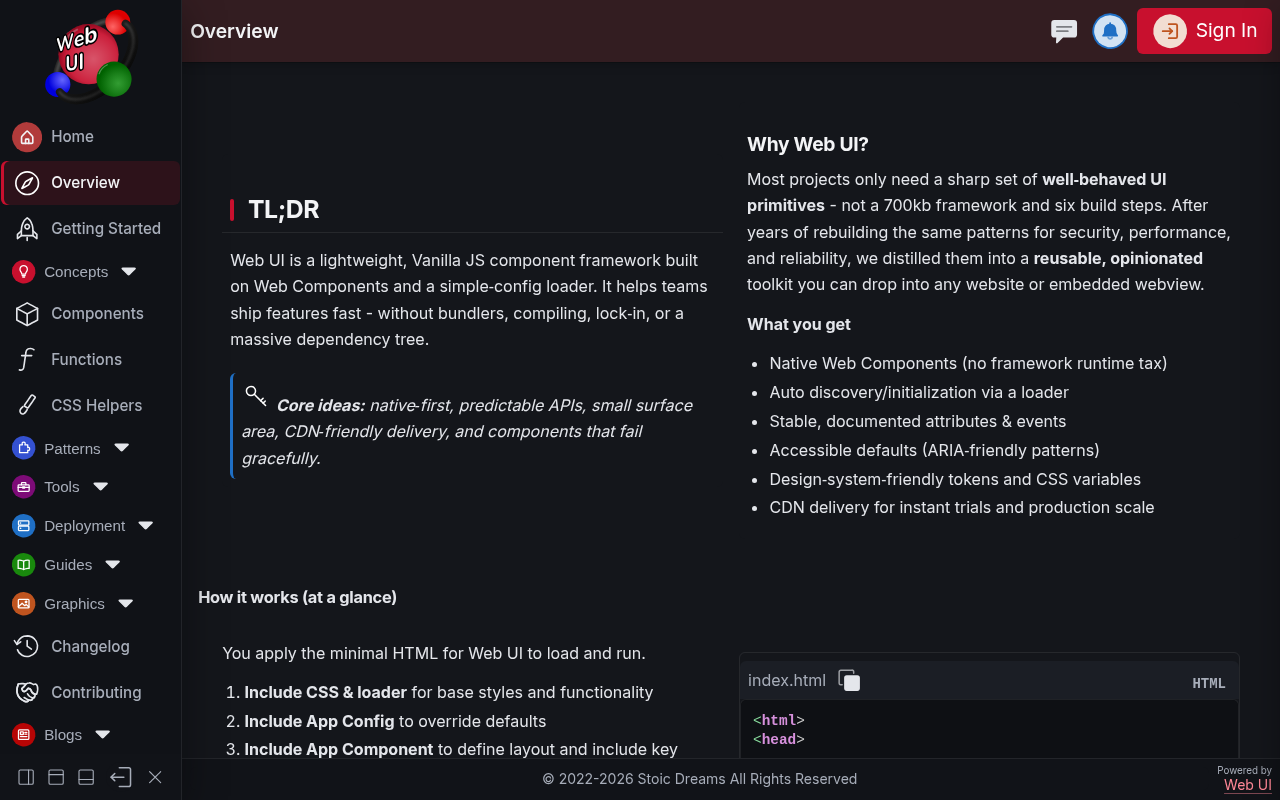 Web
UI
Home
Overview
Getting Started
Concepts
Components
Functions
CSS Helpers
Patterns
Tools
Deployment
Guides
Graphics
Changelog
Contributing
Blogs
Overview
Sign In
TL;DR
Web UI is a lightweight, Vanilla JS component framework built
on Web Components and a simple-config loader. It helps teams
ship features fast - without bundlers, compiling, lock-in, or a
massive dependency tree.
Core ideas: native-first, predictable APIs, small surface
area, CDN-friendly delivery, and components that fail
gracefully.
Why Web UI?
Most projects only need a sharp set of well-behaved UI
primitives - not a 700kb framework and six build steps. After
years of rebuilding the same patterns for security, performance,
and reliability, we distilled them into a reusable, opinionated
toolkit you can drop into any website or embedded webview.
What you get
• Native Web Components (no framework runtime tax)
• Auto discovery/initialization via a loader
• Stable, documented attributes & events
• Accessible defaults (ARIA-friendly patterns)
• Design-system-friendly tokens and CSS variables
• CDN delivery for instant trials and production scale
How it works (at a glance)
You apply the minimal HTML for Web UI to load and run.
1. Include CSS & loader for base styles and functionality
2. Include App Config to override defaults
3. Include App Component to define layout and include key
index.html
HTML
<html>
<head>
© 2022-2026 Stoic Dreams All Rights Reserved
Powered by
Web UI